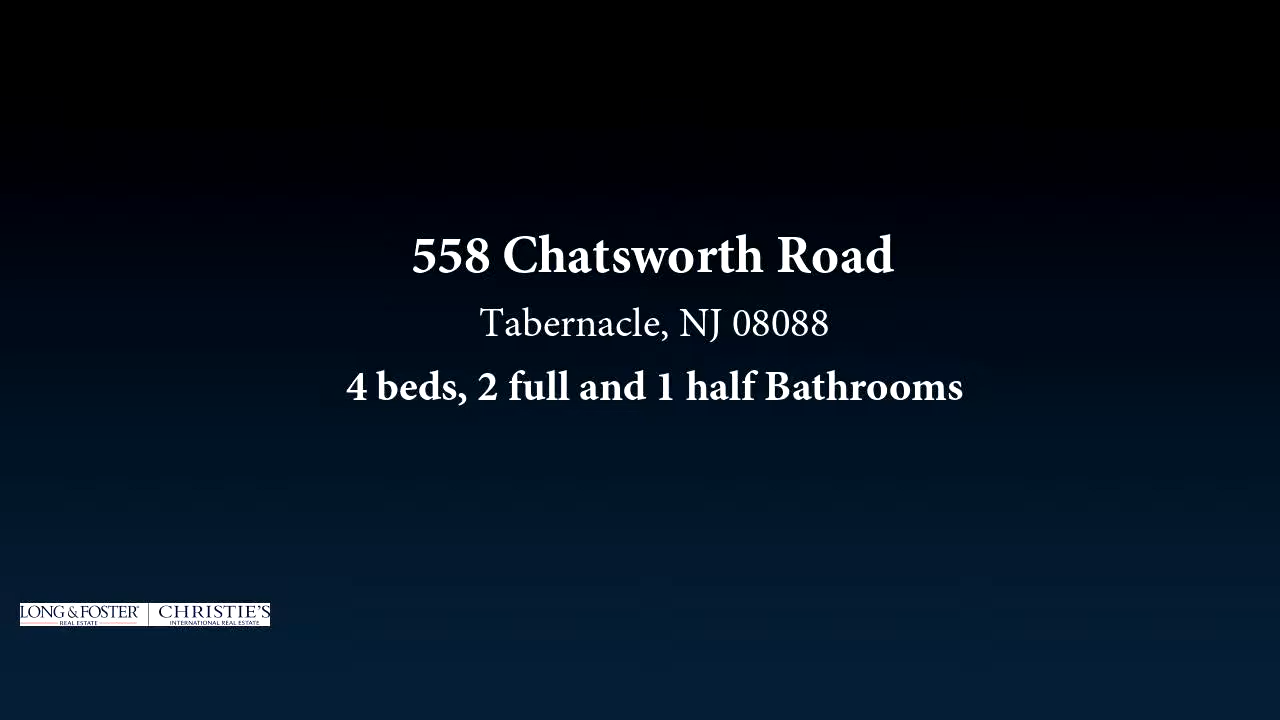 558 Chatsworth Road
Tabernacle, NJ 08088
4 beds, 2 full and 1 half Bathrooms
LONG & FOSTER REAL ESTATE
CHRISTIE'S INTERNATIONAL REAL ESTATE